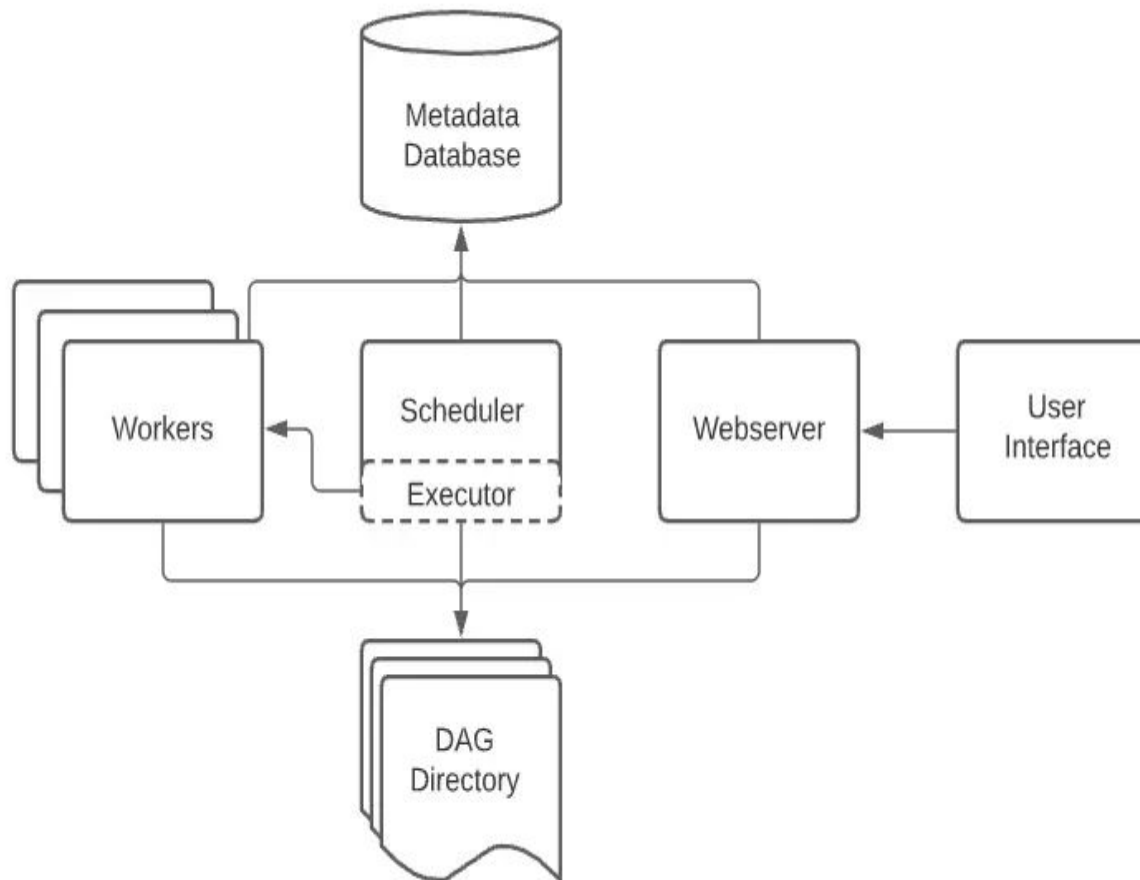 Metadata
Database
Workers
Scheduler
Executor
Webserver
User
Interface
DAG
Directory